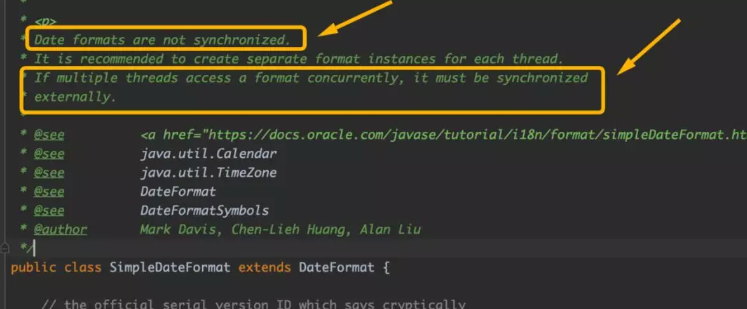 *
* <p>
* Date formats are not synchronized.
* It is recommended to create separate format instances for each thread.
* If multiple threads access a format concurrently, it must be synchronized
* externally.
*
* @see <a href="https://docs.oracle.com/javase/tutorial/i18n/format/simpleDateFormat.ht
* @see java.util.Calendar
* @see java.util.TimeZone
* @see DateFormat
* @see DateFormatSymbols
* @author Mark Davis, Chen-Lieh Huang, Alan Liu
*/
public class SimpleDateFormat extends DateFormat {
// the official serial version ID which says cryptically